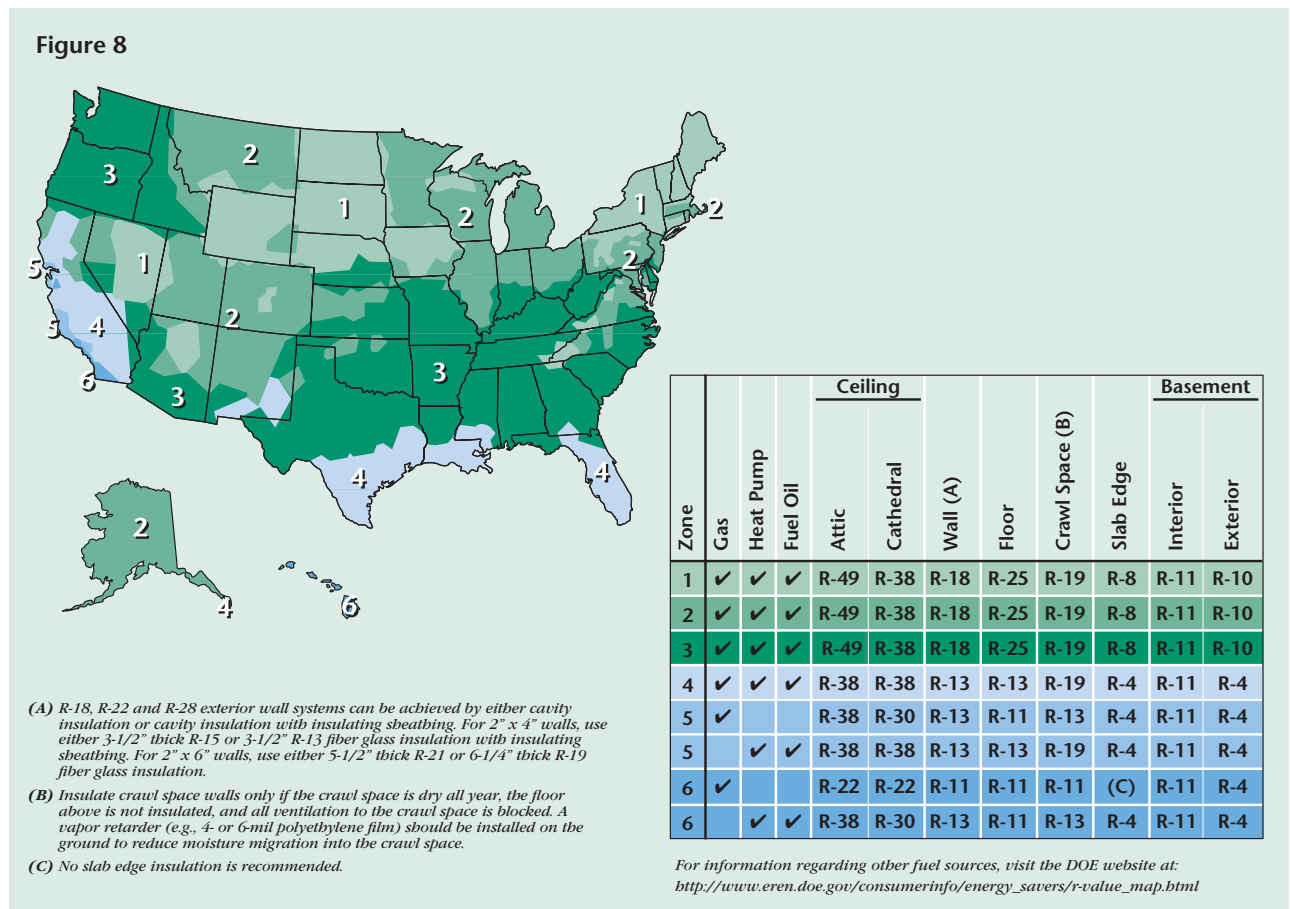 Figure 8
2
3
1
2
1
2
2
5
1
5
4
2
3
6
3
4
4
2
4
6
Ceiling
Basement
Zone
Gas
Heat Pump
Fuel Oil
Attic
Cathedral
Wall (A)
Floor
Crawl Space (B)
Slab Edge
Interior
Exterior
1 ✔ ✔ ✔ R-49 R-38 R-18 R-25 R-19 R-8 R-11 R-10
2 ✔ ✔ ✔ R-49 R-38 R-18 R-25 R-19 R-8 R-11 R-10
3 ✔ ✔ ✔ R-49 R-38 R-18 R-25 R-19 R-8 R-11 R-10
4 ✔ ✔ ✔ R-38 R-38 R-13 R-13 R-19 R-4 R-11 R-4
5 ✔ R-38 R-30 R-13 R-11 R-13 R-4 R-11 R-4
5 ✔ ✔ R-38 R-38 R-13 R-13 R-19 R-4 R-11 R-4
6 ✔ R-22 R-22 R-11 R-11 R-11 (C) R-11 R-4
6 ✔ ✔ R-38 R-30 R-13 R-11 R-13 R-4 R-11 R-4
(A) R-18, R-22 and R-28 exterior wall systems can be achieved by either cavity
insulation or cavity insulation with insulating sheathing. For 2” x 4” walls, use
either 3-1/2” thick R-15 or 3-1/2” R-13 fiber glass insulation with insulating
sheathing. For 2” x 6” walls, use either 5-1/2” thick R-21 or 6-1/4” thick R-19
fiber glass insulation.
(B) Insulate crawl space walls only if the crawl space is dry all year, the floor
above is not insulated, and all ventilation to the crawl space is blocked. A
vapor retarder (e.g., 4- or 6-mil polyethylene film) should be installed on the
ground to reduce moisture migration into the crawl space.
(C) No slab edge insulation is recommended.
For information regarding other fuel sources, visit the DOE website at:
http://www.eren.doe.gov/consumerinfo/energy_savers/r-value_map.html